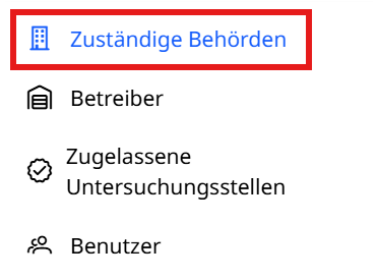 Zuständige Behörden
Betreiber
Zugelassene
Untersuchungsstellen
Benutzer